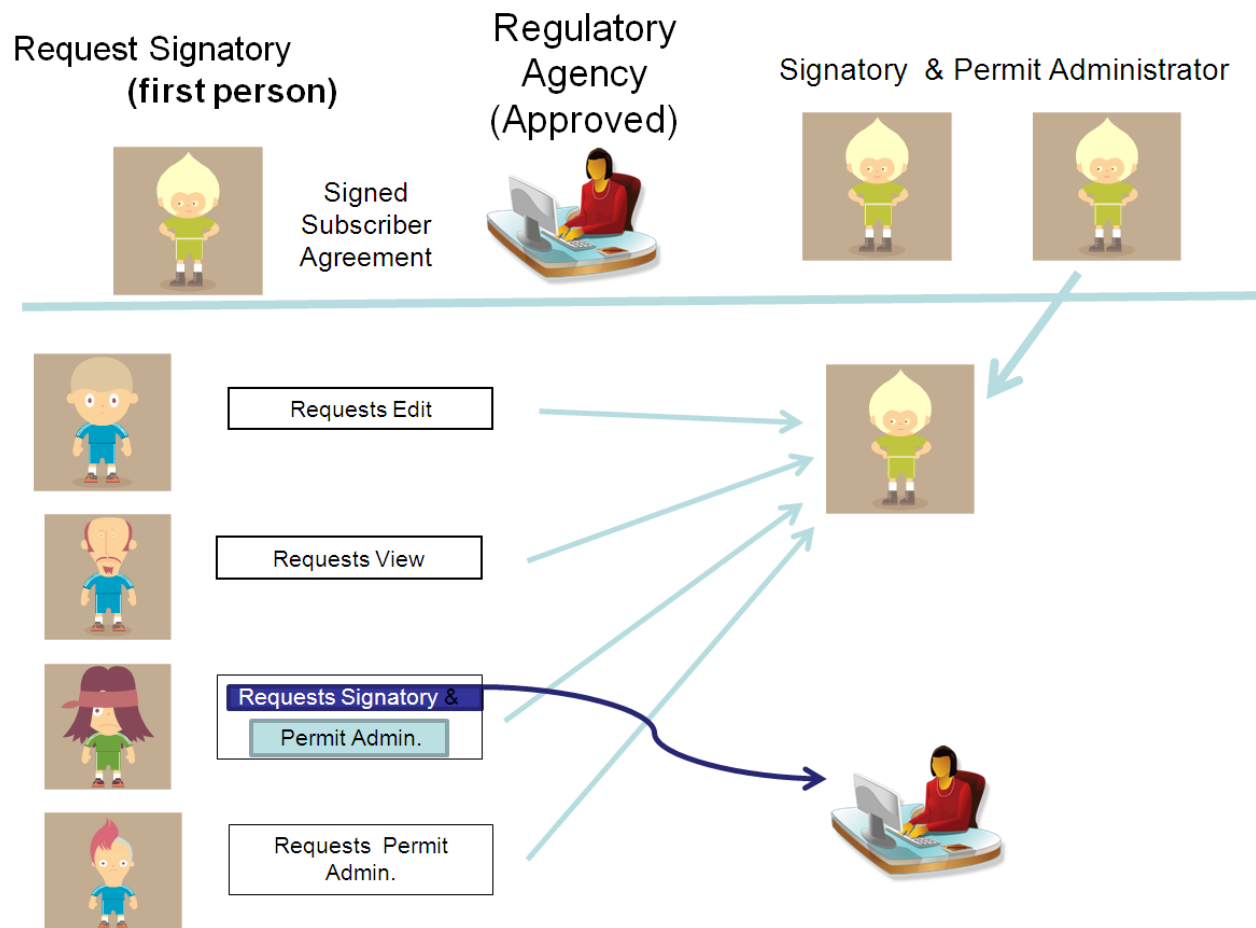 Request Signatory
(first person)
Regulatory
Agency
(Approved)
Signatory & Permit Administrator
Signed
Subscriber
Agreement
Requests Edit
Requests View
Requests Signatory &
Permit Admin.
Requests Permit
Admin.